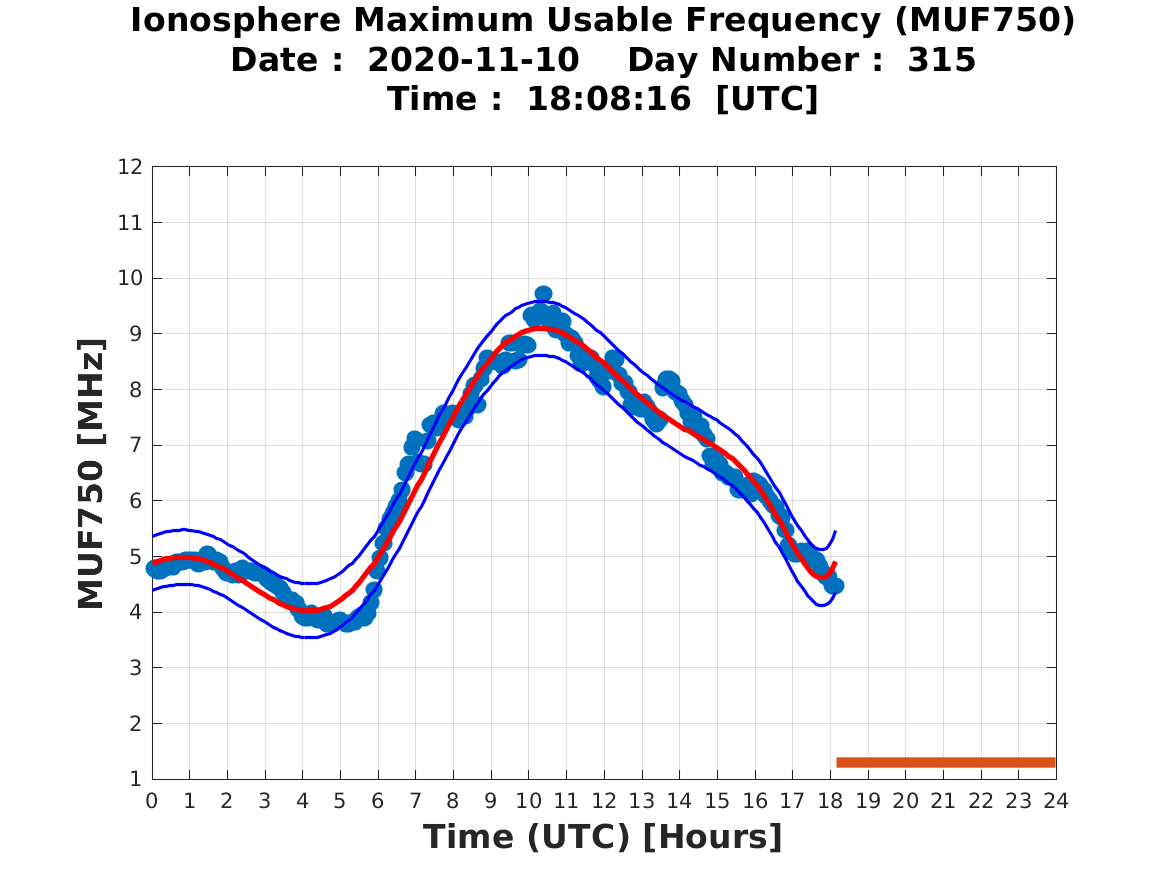 Ionosphere Maximum Usable Frequency (MUF750)
Date : 2020-11-10 Day Number : 315
Time : 18:08:16 [UTC]
12
11
10
9
8
7
6
5
4
3
2
1
MUF750 [MHz]
0 1 2 3 4 5 6 7 8 9 10 11 12 13 14 15 16 17 18 19 20 21 22 23 24
Time (UTC) [Hours]